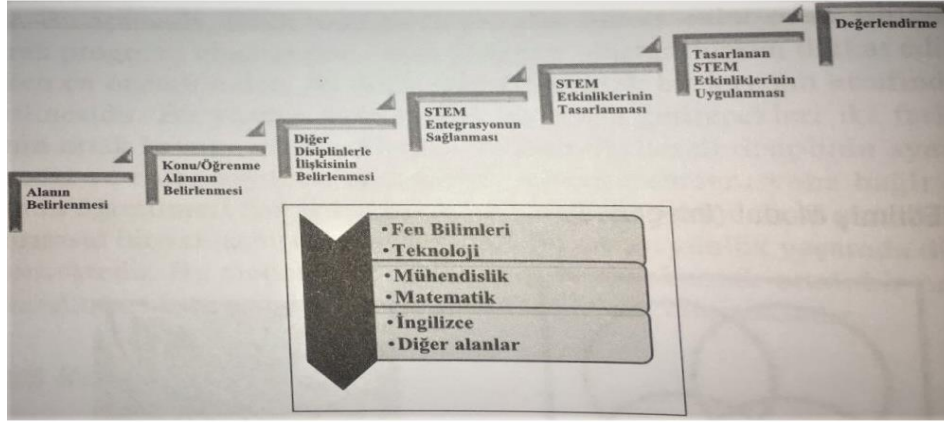 Alanın
Belirlenmesi
Konu/Öğrenme
Alanının
Belirlenmesi
Diğer
Disiplinlerle
İlişkisinin
Belirlenmesi
STEM
Entegrasyonun
Sağlanması
STEM
Etkinliklerinin
Tasarlanması
Tasarlanan
STEM
Etkinliklerinin
Uygulanması
Değerlendirme
•Fen Bilimleri
•Teknoloji
•Mühendislik
•Matematik
•İngilizce
•Diğer alanlar